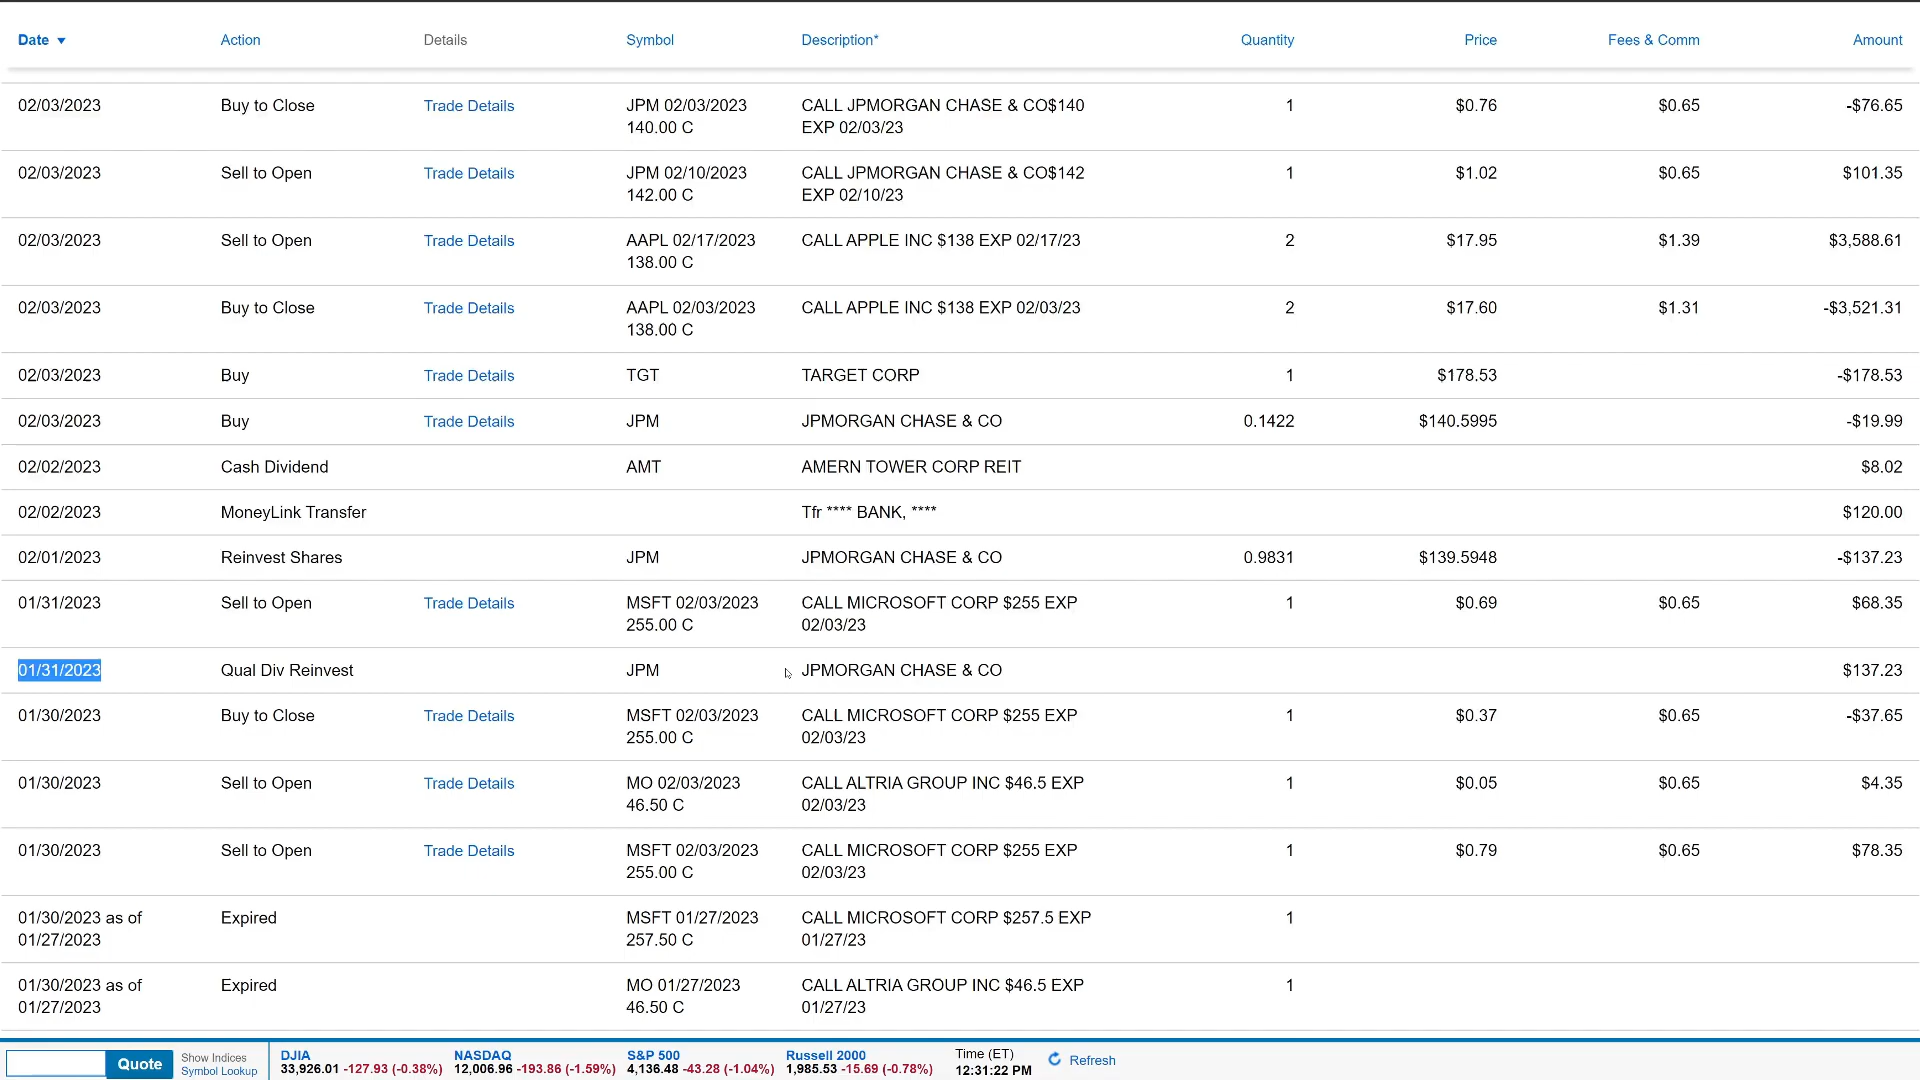 Date ▼ Action Details Symbol Description* Quantity Price Fees & Comm Amount
02/03/2023 Buy to Close Trade Details JPM 02/03/2023 CALL JPMORGAN CHASE & CO$140 1 $0.76 $0.65 -$76.65
140.00 C EXP 02/03/23
02/03/2023 Sell to Open Trade Details JPM 02/10/2023 CALL JPMORGAN CHASE & CO$142 1 $1.02 $0.65 $101.35
142.00 C EXP 02/10/23
02/03/2023 Sell to Open Trade Details AAPL 02/17/2023 CALL APPLE INC $138 EXP 02/17/23 2 $17.95 $1.39 $3,588.61
138.00 C
02/03/2023 Buy to Close Trade Details AAPL 02/03/2023 CALL APPLE INC $138 EXP 02/03/23 2 $17.60 $1.31 -$3,521.31
138.00 C
02/03/2023 Buy Trade Details TGT TARGET CORP 1 $178.53 -$178.53
02/03/2023 Buy Trade Details JPM JPMORGAN CHASE & CO 0.1422 $140.5995 -$19.99
02/02/2023 Cash Dividend AMT AMERN TOWER CORP REIT $8.02
02/02/2023 MoneyLink Transfer Tfr **** BANK, **** $120.00
02/01/2023 Reinvest Shares JPM JPMORGAN CHASE & CO 0.9831 $139.5948 -$137.23
01/31/2023 Sell to Open Trade Details MSFT 02/03/2023 CALL MICROSOFT CORP $255 EXP 1 $0.69 $0.65 $68.35
255.00 C 02/03/23
01/31/2023 Qual Div Reinvest JPM JPMORGAN CHASE & CO $137.23
01/30/2023 Buy to Close Trade Details MSFT 02/03/2023 CALL MICROSOFT CORP $255 EXP 1 $0.37 $0.65 -$37.65
255.00 C 02/03/23
01/30/2023 Sell to Open Trade Details MO 02/03/2023 CALL ALTRIA GROUP INC $46.5 EXP 1 $0.05 $0.65 $4.35
46.50 C 02/03/23
01/30/2023 Sell to Open Trade Details MSFT 02/03/2023 CALL MICROSOFT CORP $255 EXP 1 $0.79 $0.65 $78.35
255.00 C 02/03/23
01/30/2023 as of Expired MSFT 01/27/2023 CALL MICROSOFT CORP $257.5 EXP 1
01/27/2023 257.50 C 01/27/23
01/30/2023 as of Expired MO 01/27/2023 CALL ALTRIA GROUP INC $46.5 EXP 1
01/27/2023 46.50 C 01/27/23
Quote Show Indices DJIA NASDAQ S&P 500 Russell 2000 Time (ET) Refresh
Symbol Lookup 33,926.01 -127.93 (-0.38%) 12,006.96 -193.86 (-1.59%) 4,136.48 -43.28 (-1.04%) 1,985.53 -15.69 (-0.78%) 12:31:22 PM